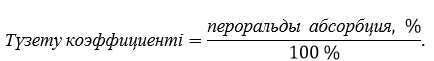 Түзету коэффициенті = пероральды абсорбция, % / 100 %.